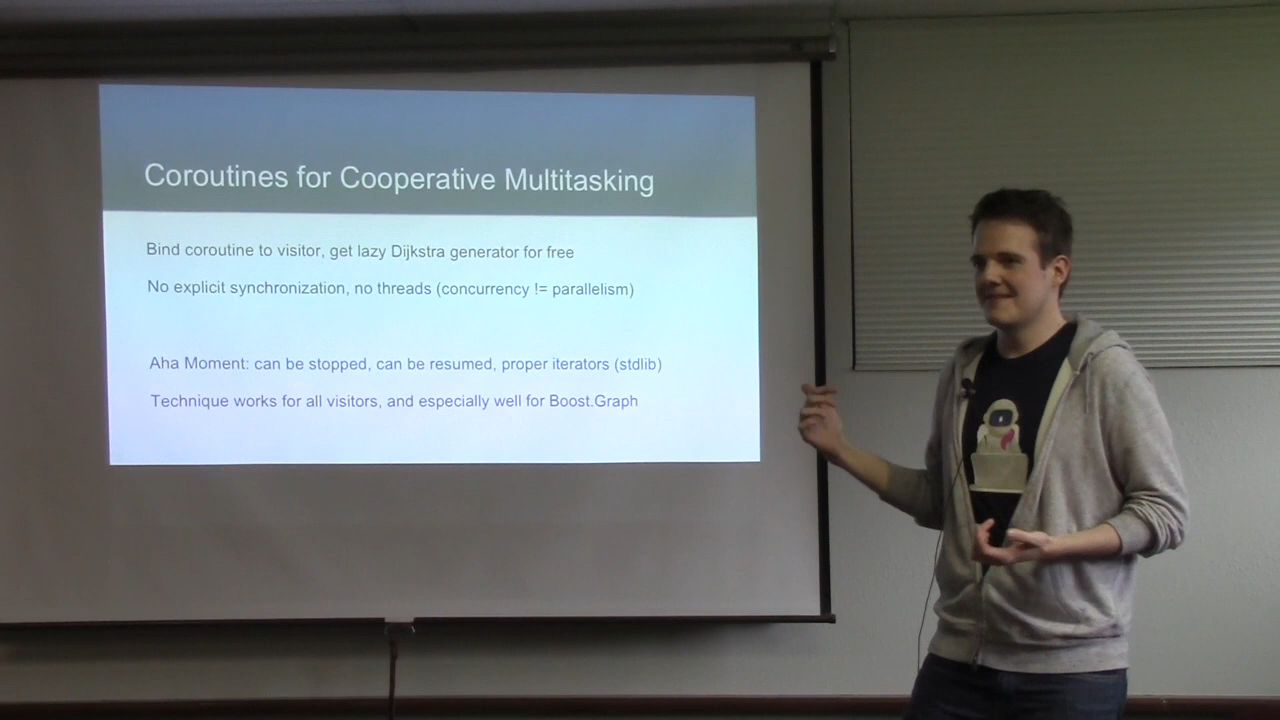 Coroutines for Cooperative Multitasking
Bind coroutine to visitor, get lazy Dijkstra generator for free
No explicit synchronization, no threads (concurrency != parallelism)
Aha Moment: can be stopped, can be resumed, proper iterators (stdlib)
Technique works for all visitors, and especially well for Boost.Graph